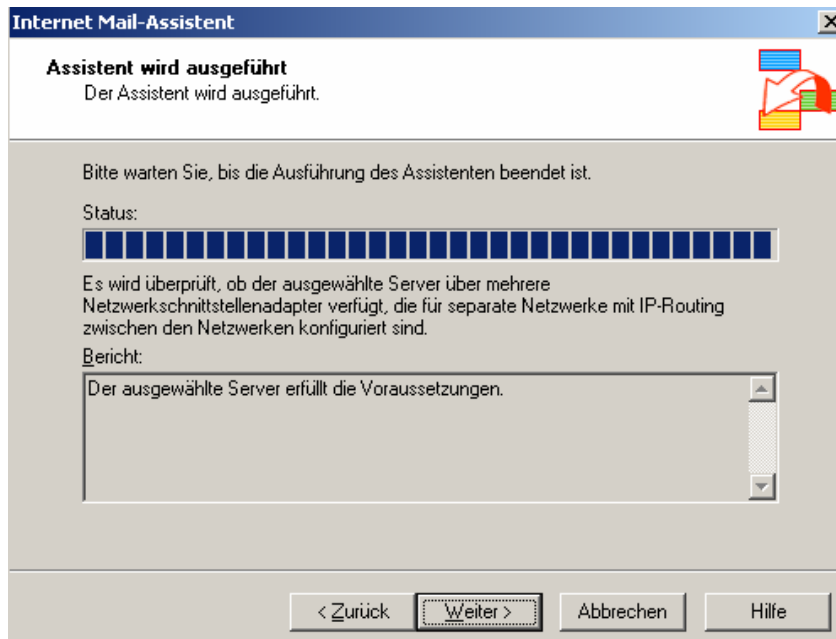 Internet Mail-Assistent
Assistent wird ausgeführt
Der Assistent wird ausgeführt.
Bitte warten Sie, bis die Ausführung des Assistenten beendet ist.
Status:
Es wird überprüft, ob der ausgewählte Server über mehrere
Netzwerkschnittstellenadapter verfügt, die für separate Netzwerke mit IP-Routing
zwischen den Netzwerken konfiguriert sind.
Bericht:
Der ausgewählte Server erfüllt die Voraussetzungen.
< Zurück Weiter > Abbrechen Hilfe